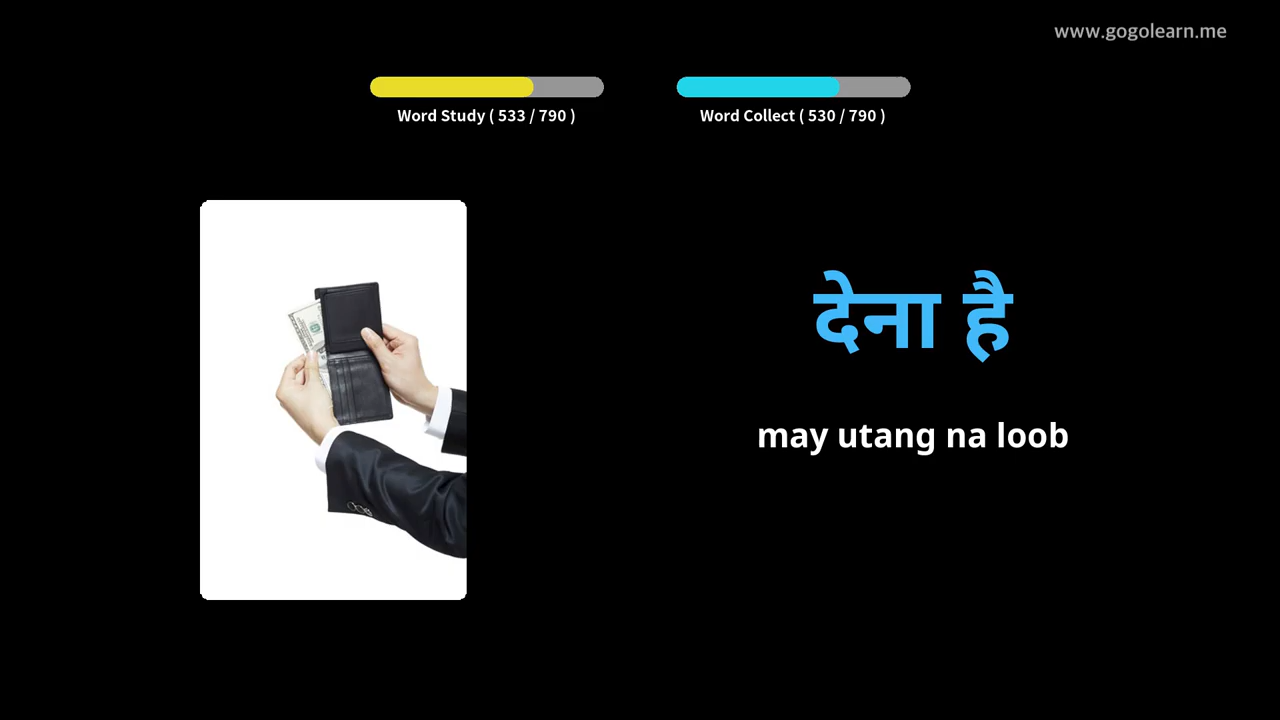 www.gogolearn.me
Word Study ( 533 / 790 )
Word Collect ( 530 / 790 )
देना है
may utang na loob